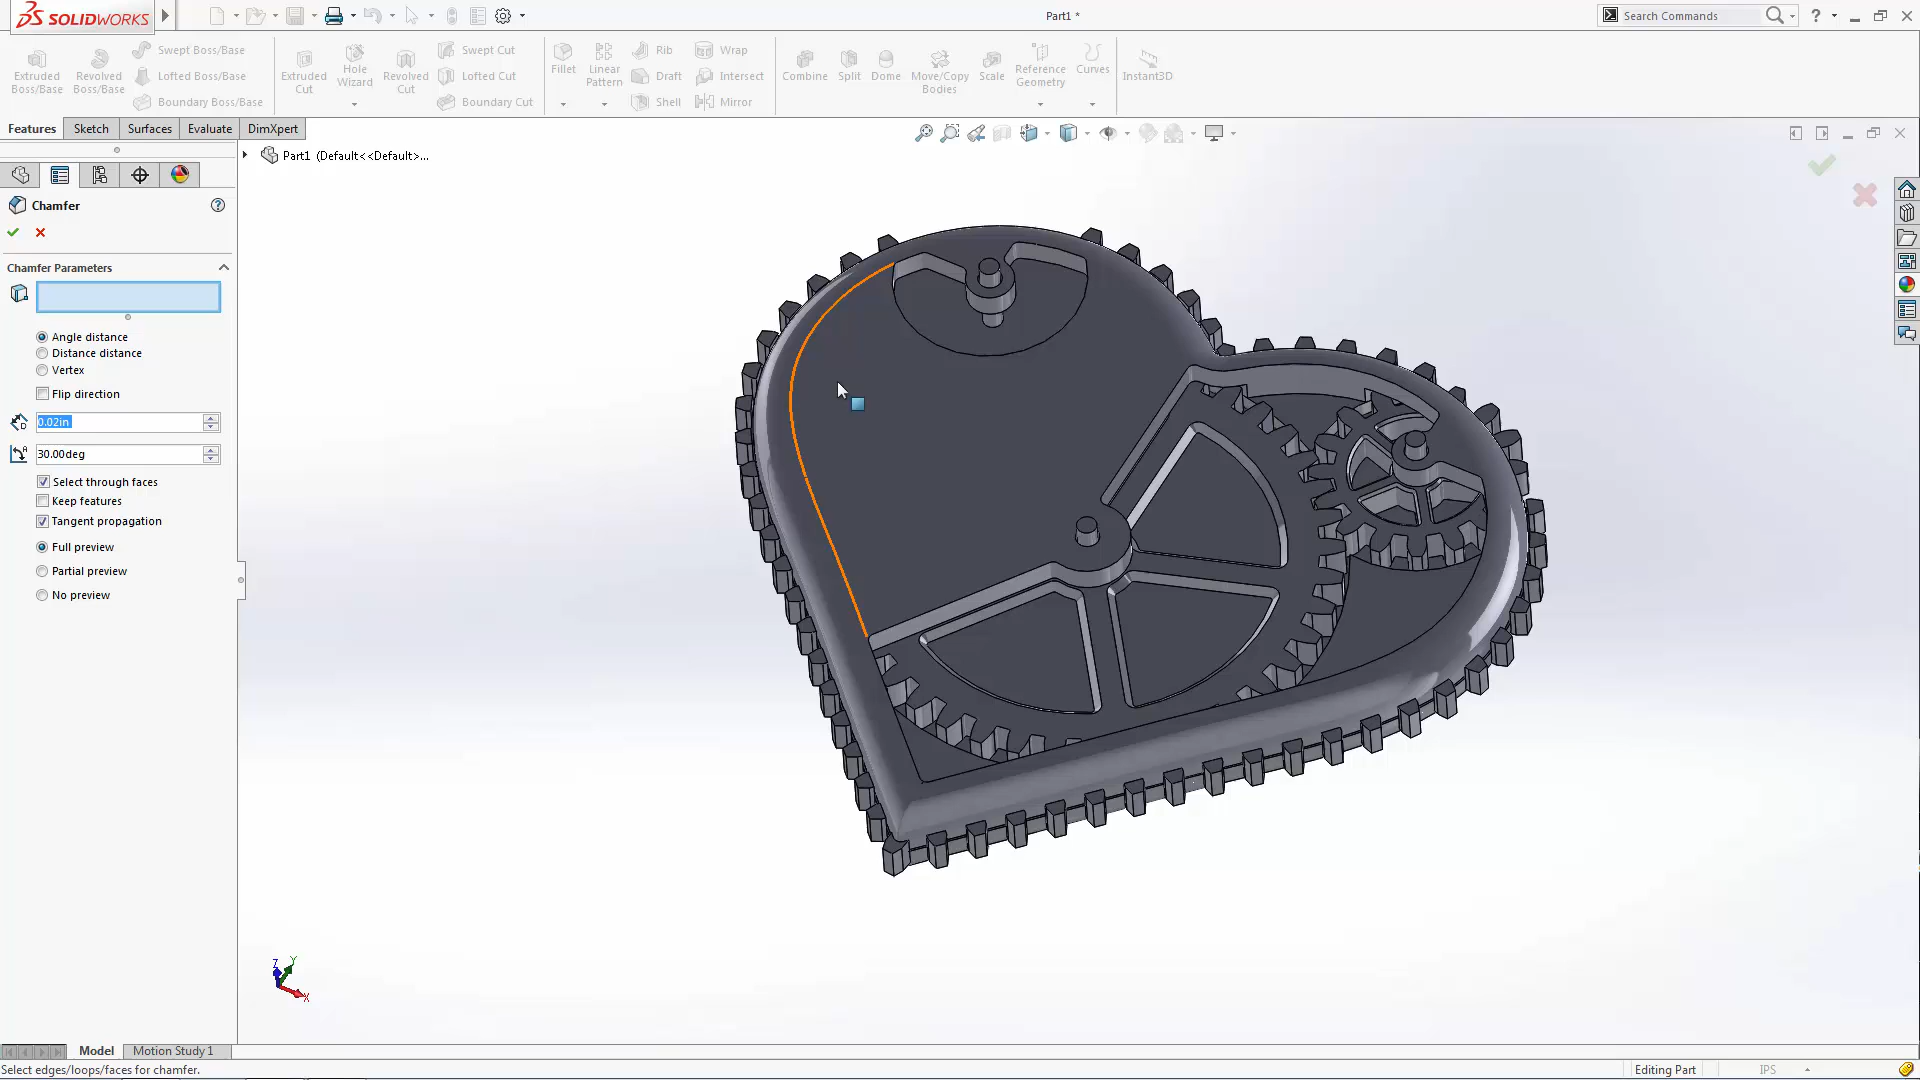 SOLIDWORKS
Part1 *
Search Commands
?
Extruded Boss/Base
Revolved Boss/Base
Swept Boss/Base
Lofted Boss/Base
Boundary Boss/Base
Extruded Cut
Hole Wizard
Revolved Cut
Swept Cut
Lofted Cut
Boundary Cut
Fillet
Linear Pattern
Rib
Draft
Shell
Wrap
Intersect
Mirror
Combine
Split
Dome
Move/Copy Bodies
Scale
Reference Geometry
Curves
Instant3D
Features
Sketch
Surfaces
Evaluate
DimXpert
Part1 (Default<<Default>...
Chamfer
?
Chamfer Parameters
Angle distance
Distance distance
Vertex
Flip direction
0.02in
30.00deg
Select through faces
Keep features
Tangent propagation
Full preview
Partial preview
No preview
Z
Y
X
Model
Motion Study 1
Select edges/loops/faces for chamfer.
Editing Part
IPS